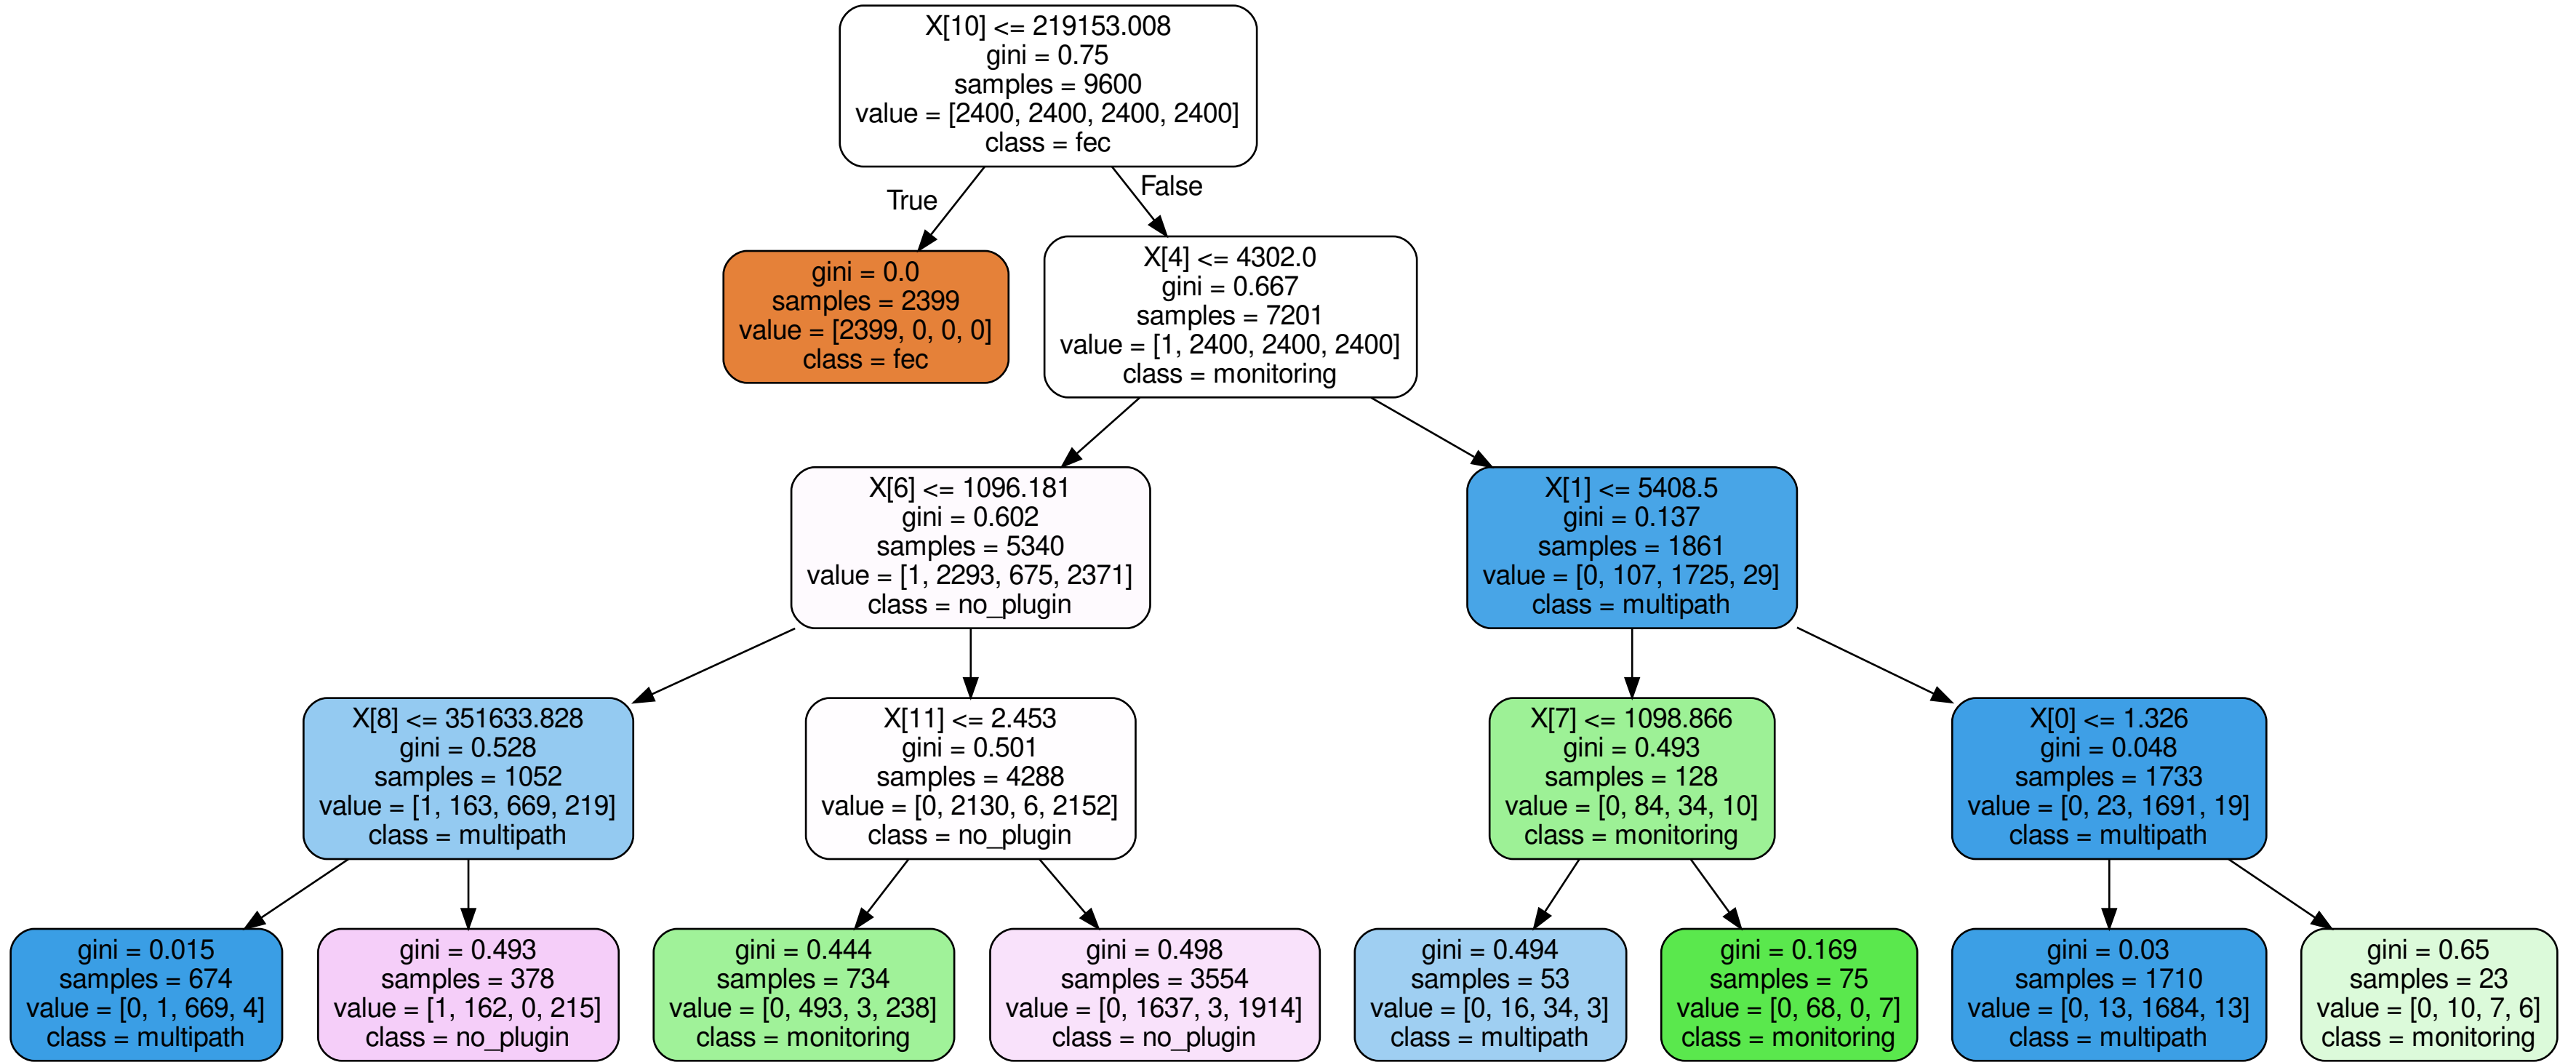 X[10] <= 219153.008
gini = 0.75
samples = 9600
value = [2400, 2400, 2400, 2400]
class = fec
True
False
gini = 0.0
samples = 2399
value = [2399, 0, 0, 0]
class = fec
X[4] <= 4302.0
gini = 0.667
samples = 7201
value = [1, 2400, 2400, 2400]
class = monitoring
X[6] <= 1096.181
gini = 0.602
samples = 5340
value = [1, 2293, 675, 2371]
class = no_plugin
X[1] <= 5408.5
gini = 0.137
samples = 1861
value = [0, 107, 1725, 29]
class = multipath
X[8] <= 351633.828
gini = 0.528
samples = 1052
value = [1, 163, 669, 219]
class = multipath
X[11] <= 2.453
gini = 0.501
samples = 4288
value = [0, 2130, 6, 2152]
class = no_plugin
X[7] <= 1098.866
gini = 0.493
samples = 128
value = [0, 84, 34, 10]
class = monitoring
X[0] <= 1.326
gini = 0.048
samples = 1733
value = [0, 23, 1691, 19]
class = multipath
gini = 0.015
samples = 674
value = [0, 1, 669, 4]
class = multipath
gini = 0.493
samples = 378
value = [1, 162, 0, 215]
class = no_plugin
gini = 0.444
samples = 734
value = [0, 493, 3, 238]
class = monitoring
gini = 0.498
samples = 3554
value = [0, 1637, 3, 1914]
class = no_plugin
gini = 0.494
samples = 53
value = [0, 16, 34, 3]
class = multipath
gini = 0.169
samples = 75
value = [0, 68, 0, 7]
class = monitoring
gini = 0.03
samples = 1710
value = [0, 13, 1684, 13]
class = multipath
gini = 0.65
samples = 23
value = [0, 10, 7, 6]
class = monitoring